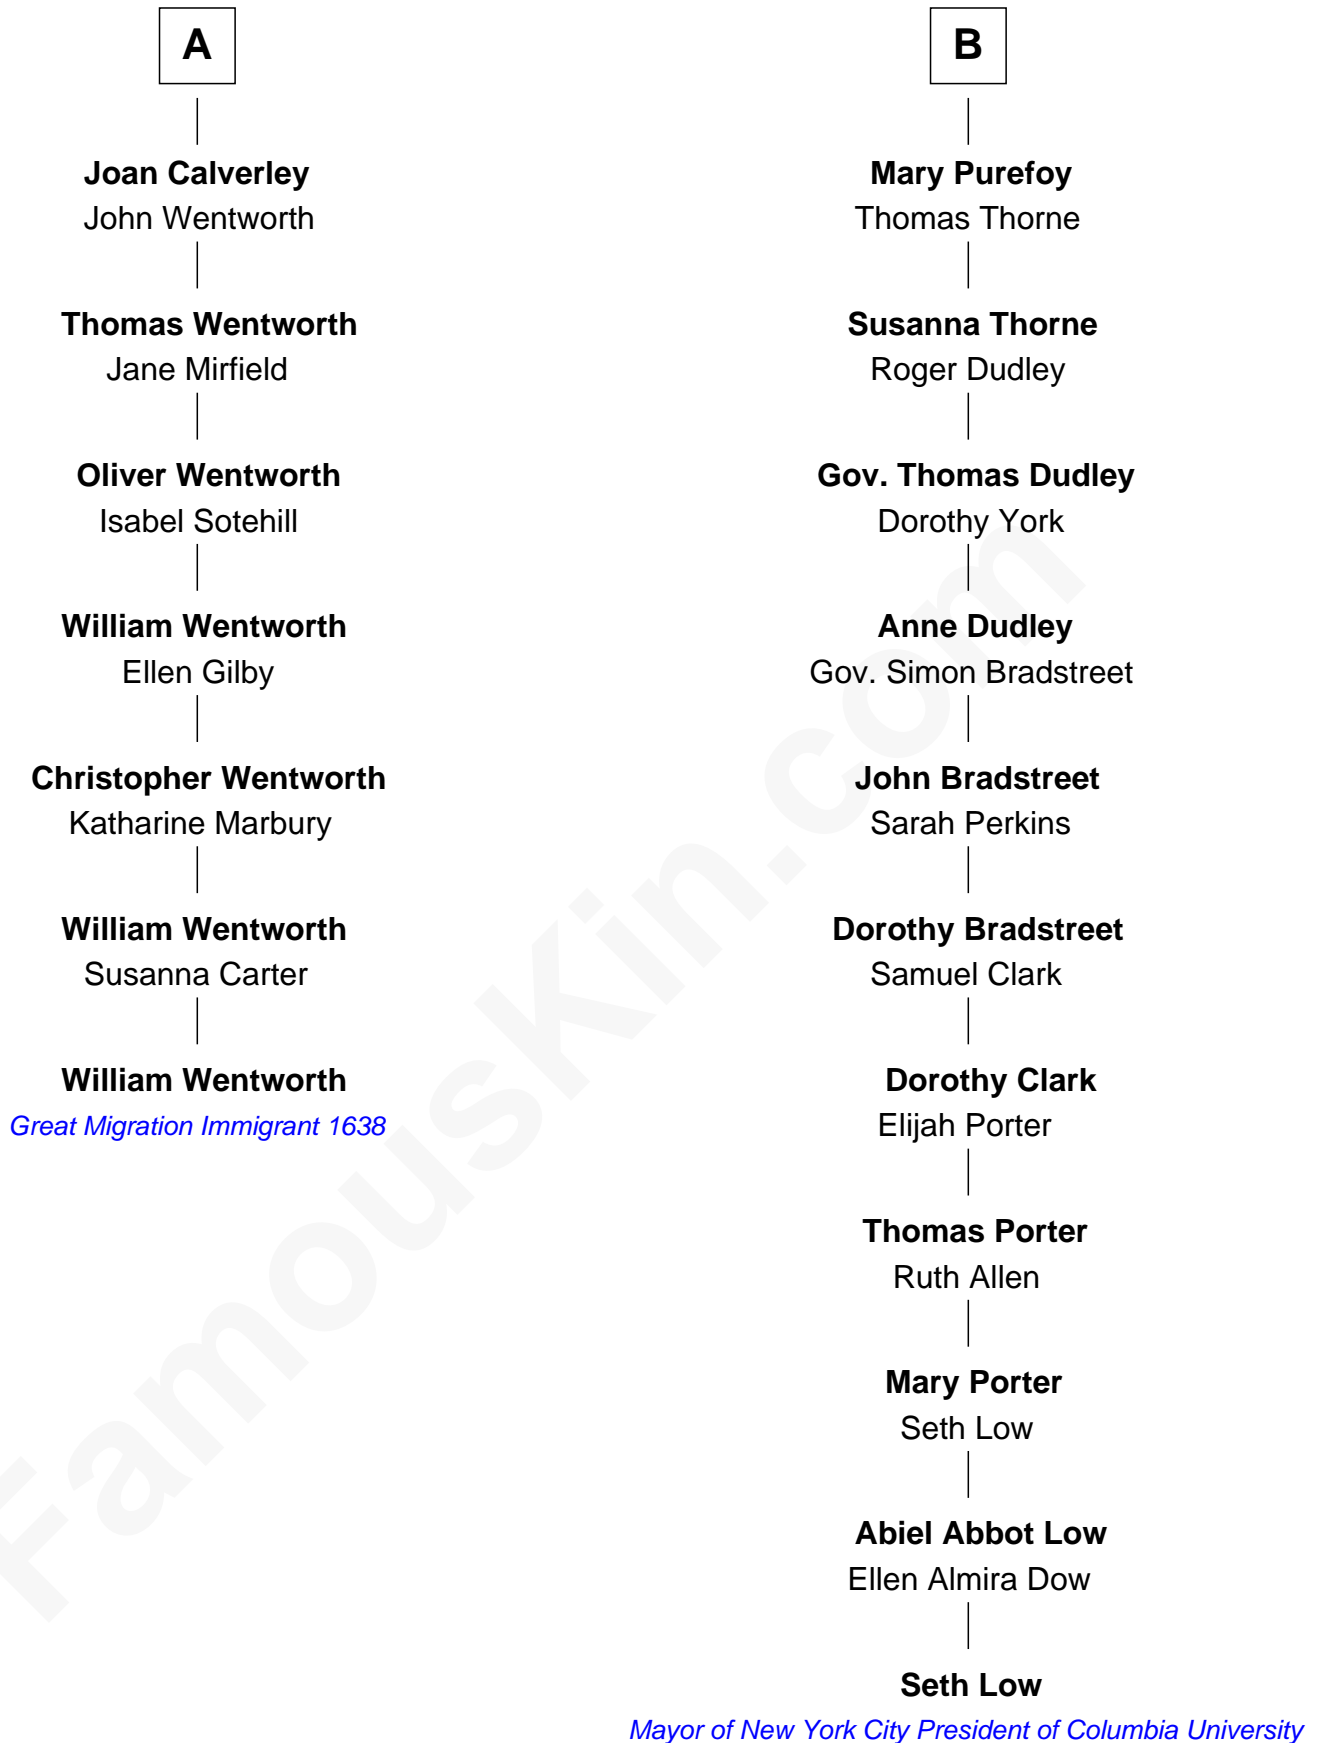 A
Joan Calverley
John Wentworth
Thomas Wentworth
Jane Mirfield
Oliver Wentworth
Isabel Sotehill
William Wentworth
Ellen Gilby
Christopher Wentworth
Katharine Marbury
William Wentworth
Susanna Carter
William Wentworth
Great Migration Immigrant 1638
B
Mary Purefoy
Thomas Thorne
Susanna Thorne
Roger Dudley
Gov. Thomas Dudley
Dorothy York
Anne Dudley
Gov. Simon Bradstreet
John Bradstreet
Sarah Perkins
Dorothy Bradstreet
Samuel Clark
Dorothy Clark
Elijah Porter
Thomas Porter
Ruth Allen
Mary Porter
Seth Low
Abiel Abbot Low
Ellen Almira Dow
Seth Low
Mayor of New York City President of Columbia University
FamousKin.com